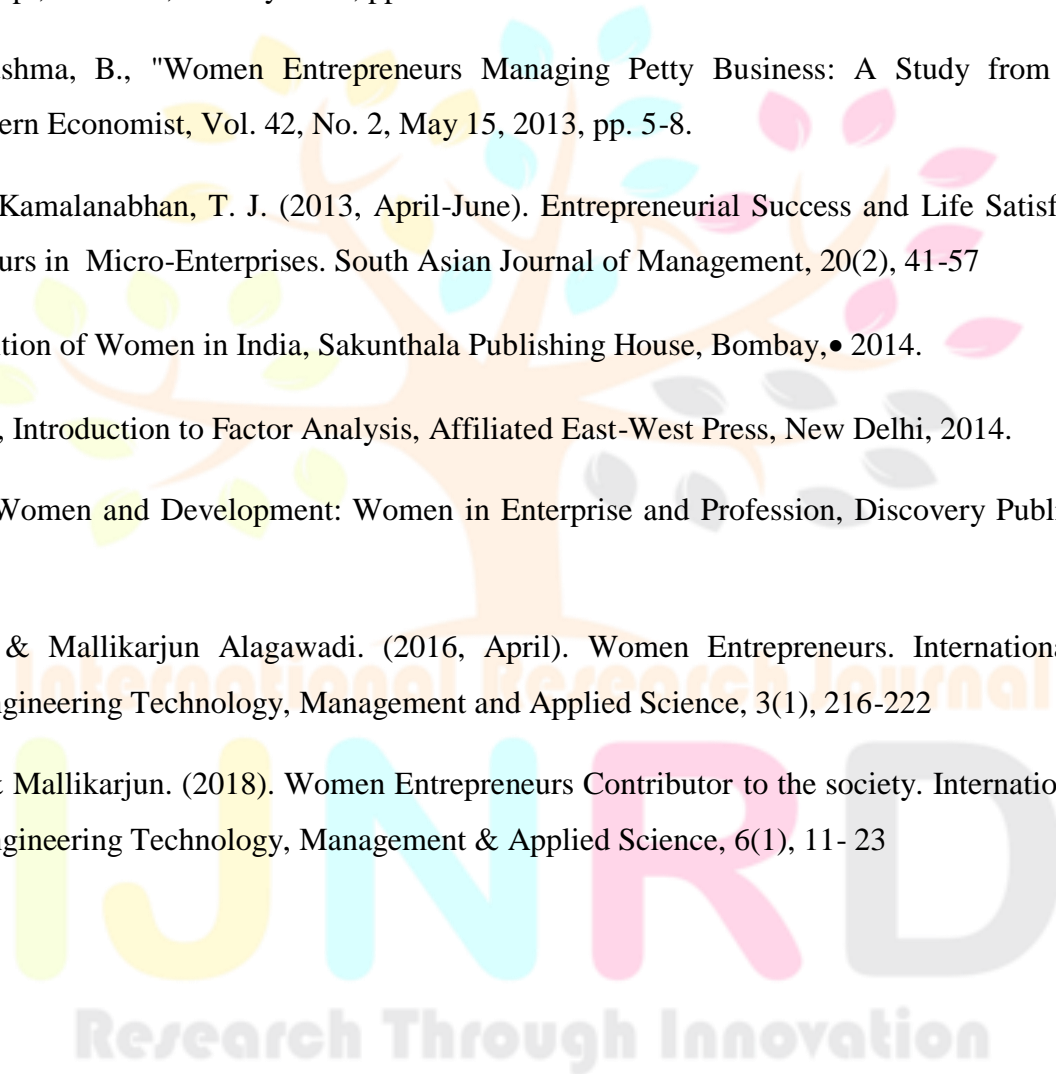 shma, B., "Women Entrepreneurs Managing Petty Business: A Study from
ern Economist, Vol. 42, No. 2, May 15, 2013, pp. 5-8.
Kamalanabhan, T. J. (2013, April-June). Entrepreneurial Success and Life Satisf
urs in Micro-Enterprises. South Asian Journal of Management, 20(2), 41-57
ition of Women in India, Sakunthala Publishing House, Bombay,• 2014.
, Introduction to Factor Analysis, Affiliated East-West Press, New Delhi, 2014.
Women and Development: Women in Enterprise and Profession, Discovery Publi
& Mallikarjun Alagawadi. (2016, April). Women Entrepreneurs. Internationa
International Research Journal
ngineering Technology, Management and Applied Science, 3(1), 216-222
& Mallikarjun. (2018). Women Entrepreneurs Contributor to the society. Internatio
ngineering Technology, Management & Applied Science, 6(1), 11- 23
IJNRD
Research Through Innovation